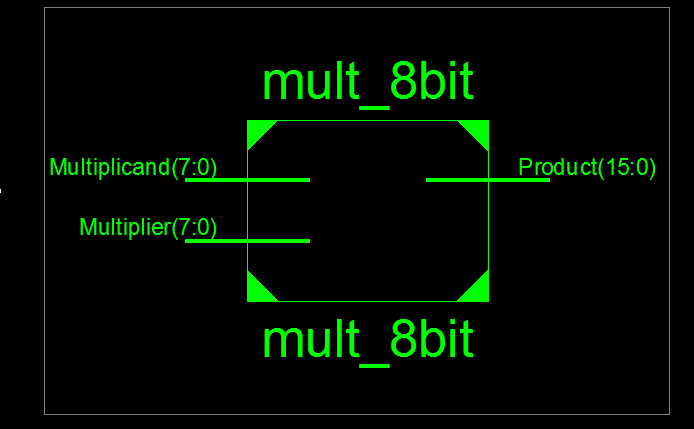 mult_8bit
Multiplicand(7:0)
Product(15:0)
Multiplier(7:0)
mult_8bit